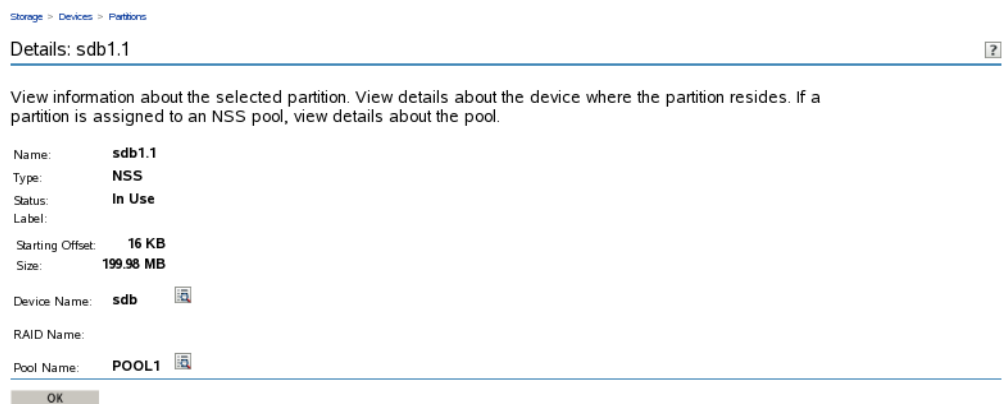 Storage > Devices > Partitions
Details: sdb1.1
?
View information about the selected partition. View details about the device where the partition resides. If a
partition is assigned to an NSS pool, view details about the pool.
Name: sdb1.1
Type: NSS
Status: In Use
Label:
Starting Offset: 16 KB
Size: 199.98 MB
Device Name: sdb
RAID Name:
Pool Name: POOL1
OK